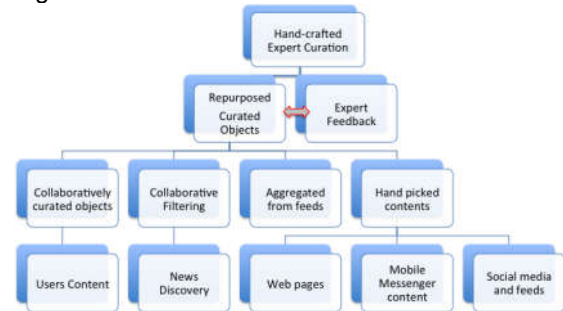 Hand-crafted
Expert Curation
Repurposed
Curated
Objects
Expert
Feedback
Collaboratively
curated objects
Collaborative
Filtering
Aggregated
from feeds
Hand picked
contents
Users Content
News
Discovery
Web pages
Mobile
Messenger
content
Social media
and feeds